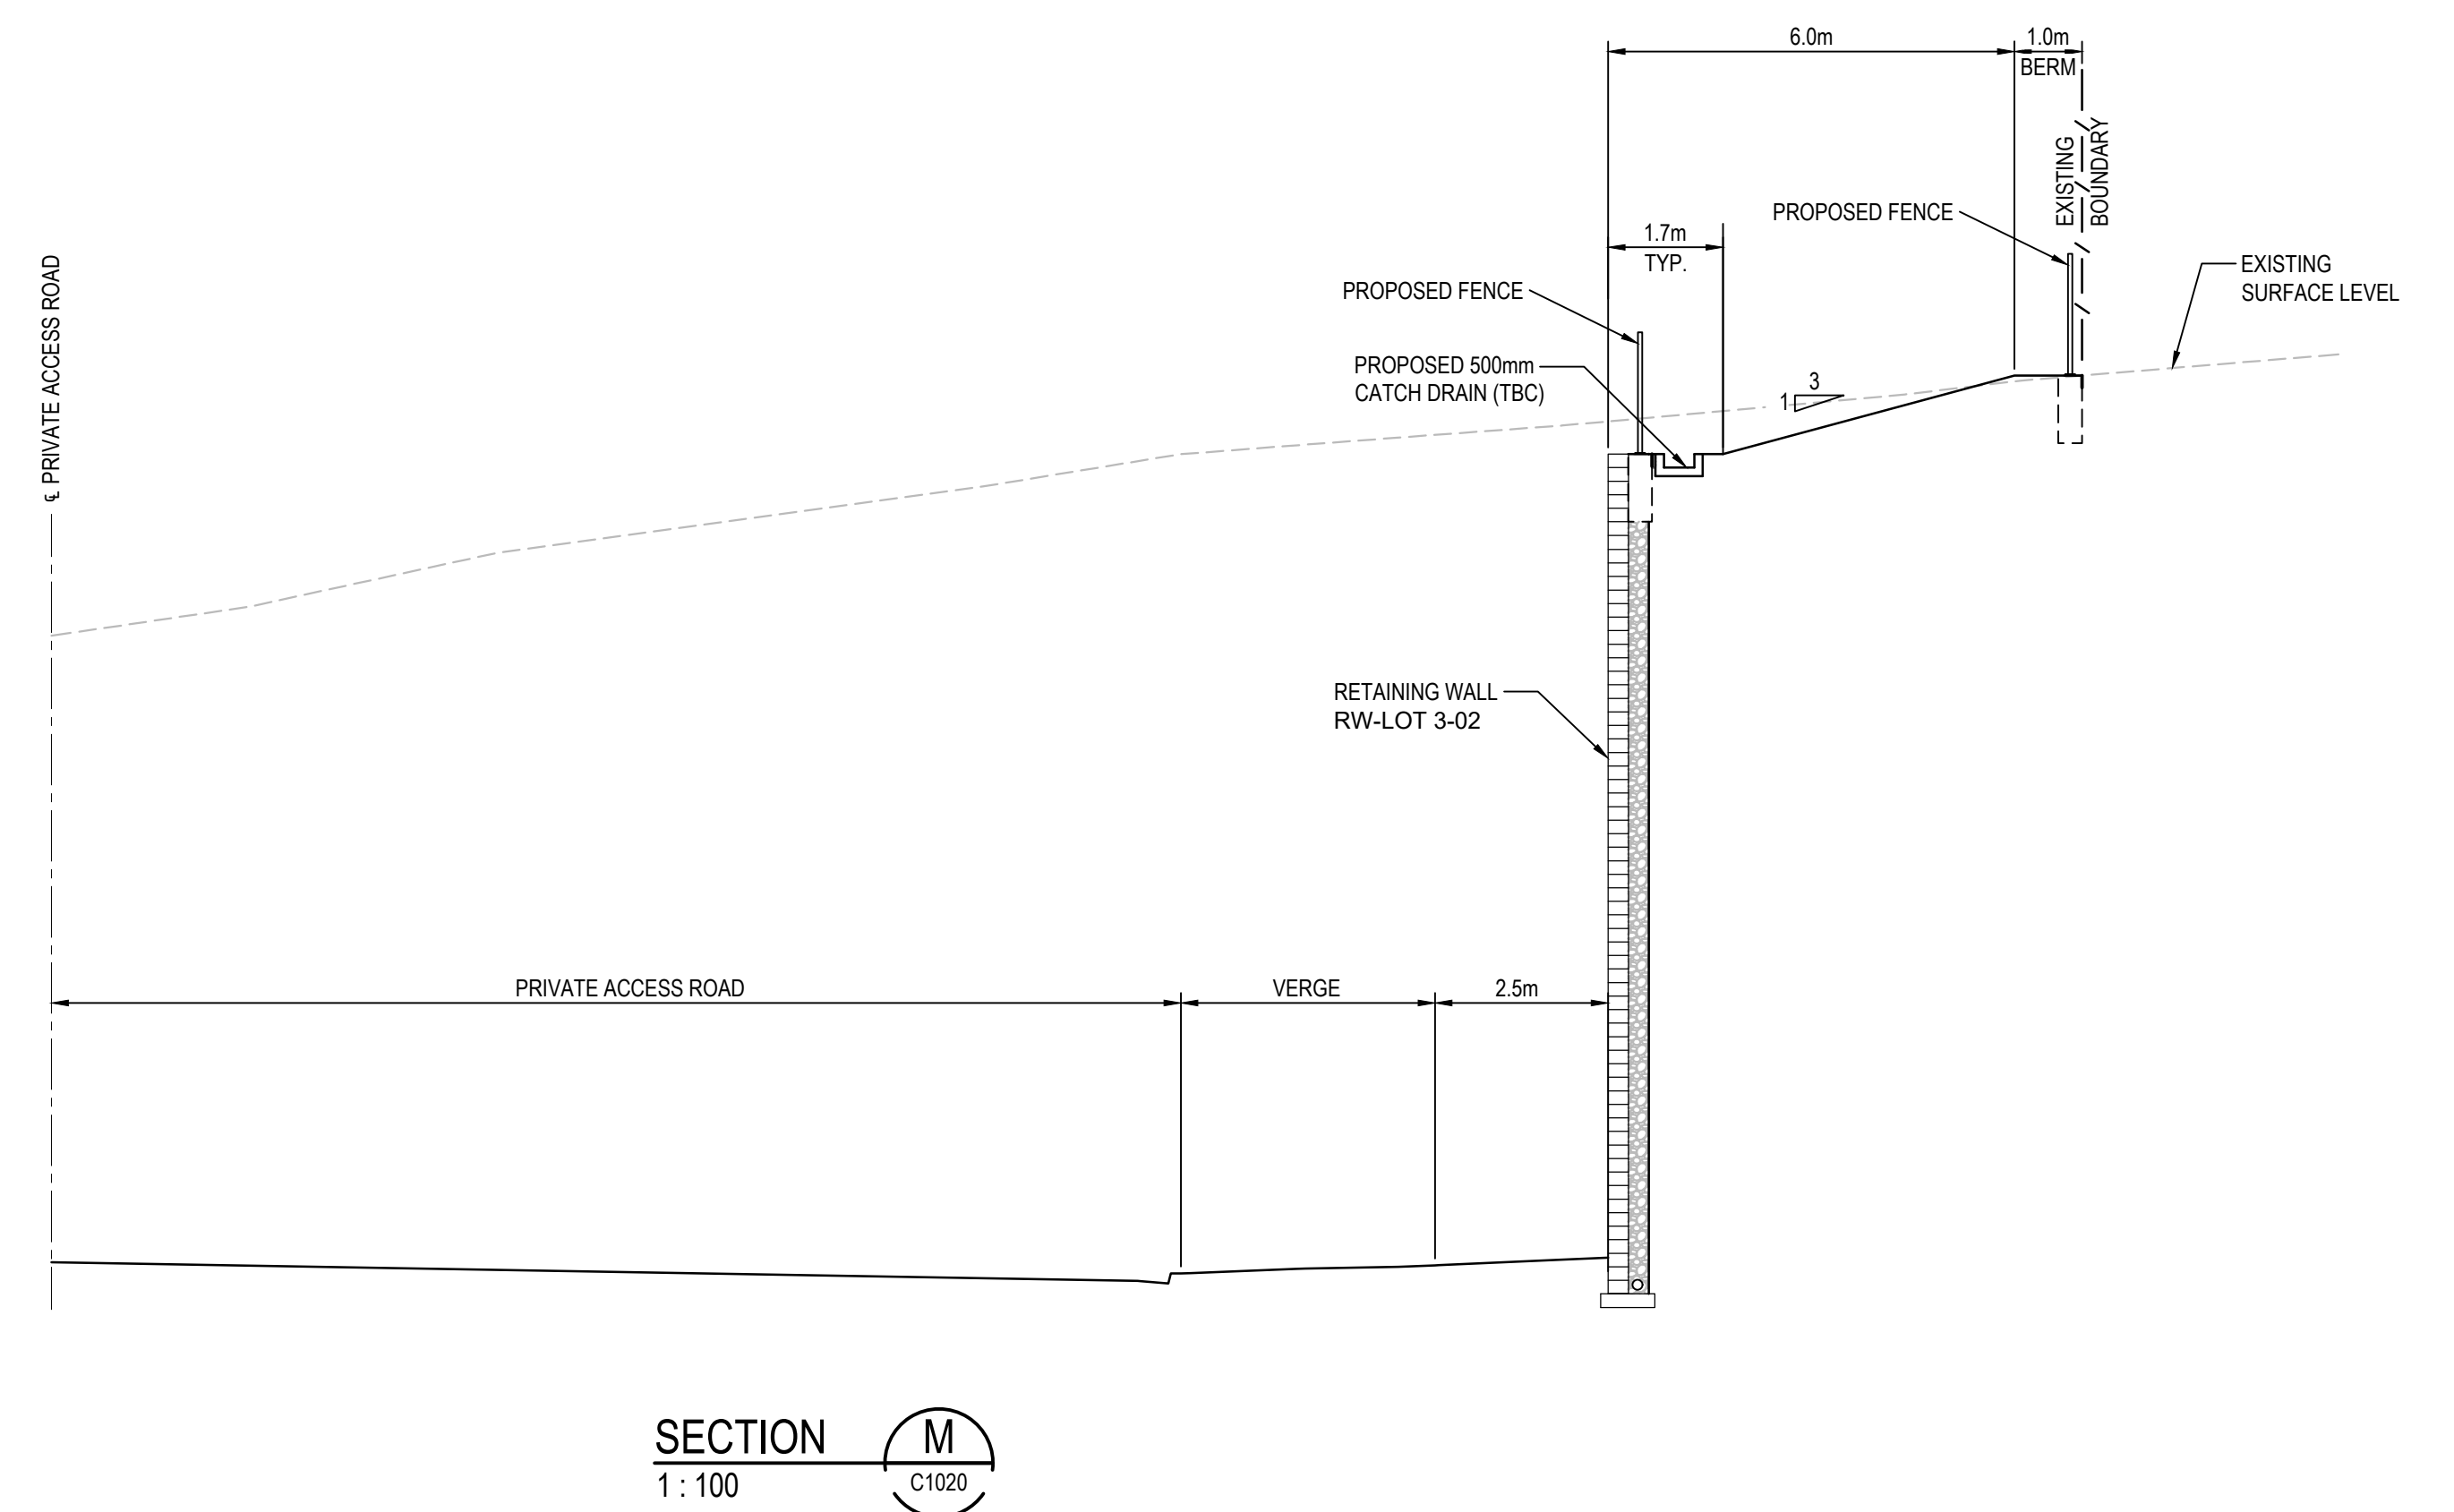 6.0m
1.0m
BERM
EXISTING
BOUNDARY
PROPOSED FENCE
1.7m
TYP.
EXISTING
SURFACE LEVEL
PROPOSED FENCE
PROPOSED 500mm
CATCH DRAIN (TBC)
3
1
℄ PRIVATE ACCESS ROAD
RETAINING WALL
RW-LOT 3-02
PRIVATE ACCESS ROAD
VERGE
2.5m
SECTION
1 : 100
M
C1020